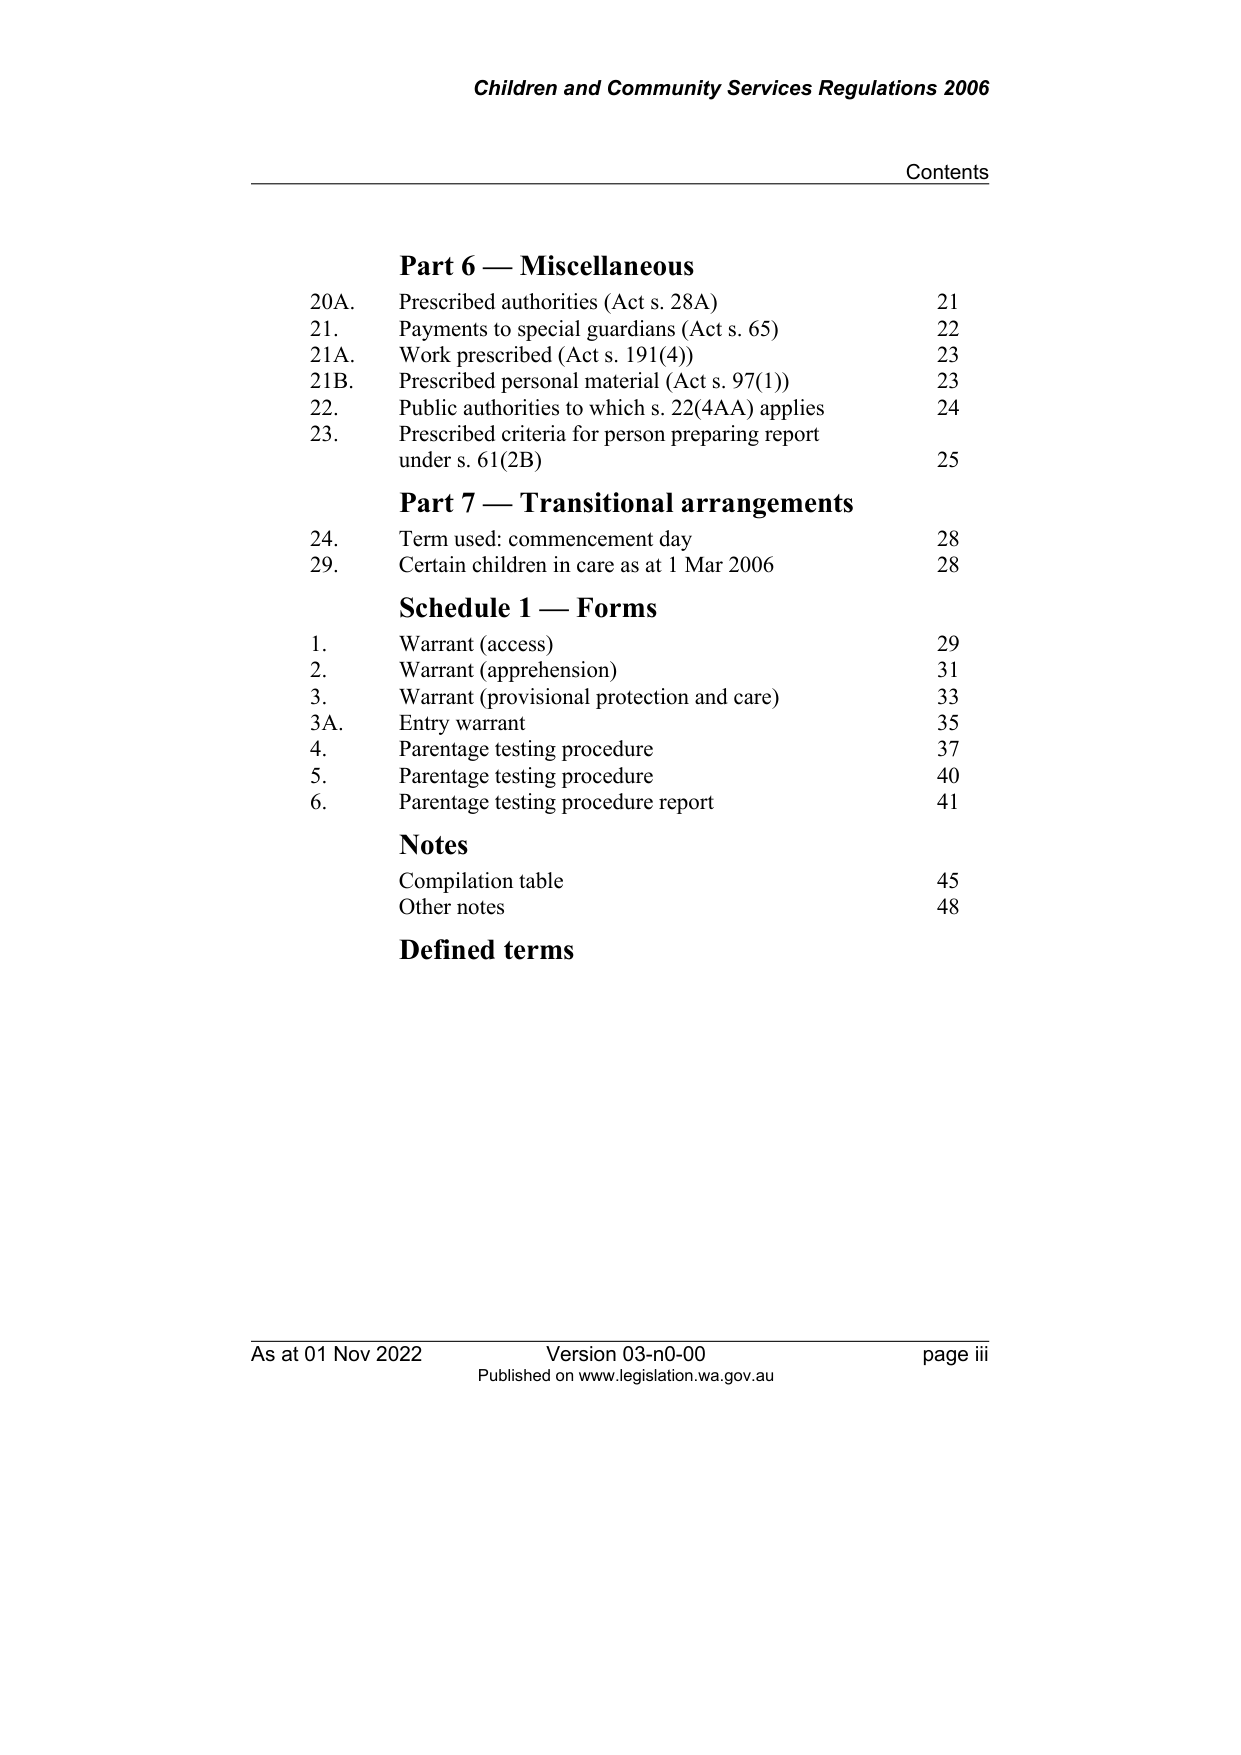 Children and Community Services Regulations 2006
Contents
Part 6 — Miscellaneous
20A. Prescribed authorities (Act s. 28A) 21
21. Payments to special guardians (Act s. 65) 22
21A. Work prescribed (Act s. 191(4)) 23
21B. Prescribed personal material (Act s. 97(1)) 23
22. Public authorities to which s. 22(4AA) applies 24
23. Prescribed criteria for person preparing report
under s. 61(2B) 25
Part 7 — Transitional arrangements
24. Term used: commencement day 28
29. Certain children in care as at 1 Mar 2006 28
Schedule 1 — Forms
1. Warrant (access) 29
2. Warrant (apprehension) 31
3. Warrant (provisional protection and care) 33
3A. Entry warrant 35
4. Parentage testing procedure 37
5. Parentage testing procedure 40
6. Parentage testing procedure report 41
Notes
Compilation table 45
Other notes 48
Defined terms
As at 01 Nov 2022 Version 03-n0-00 page iii
Published on www.legislation.wa.gov.au